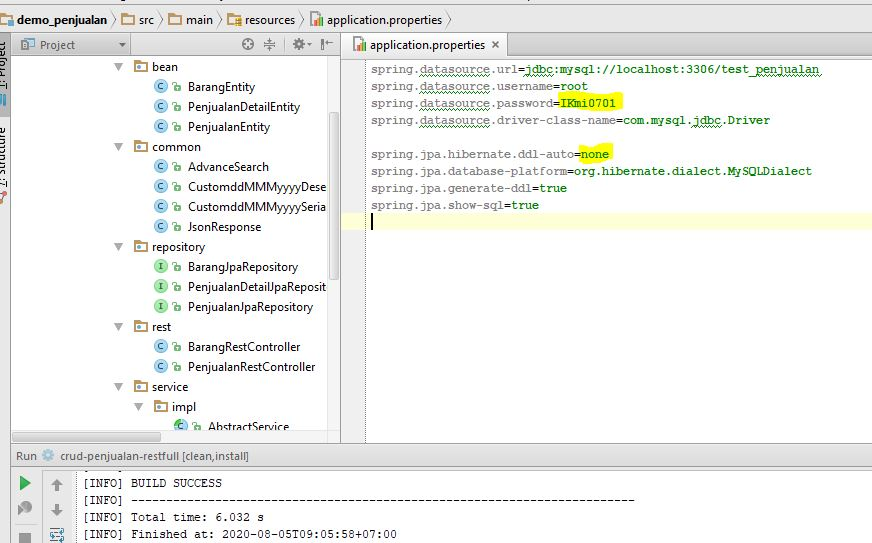 demo_penjualan src main resources application.properties
Project
application.properties
1: Project
7: Structure
bean
BarangEntity
PenjualanDetailEntity
PenjualanEntity
common
AdvanceSearch
CustomddMMMyyyyDese
CustomddMMMyyyySeria
JsonResponse
repository
BarangJpaRepository
PenjualanDetailJpaReposit
PenjualanJpaRepository
rest
BarangRestController
PenjualanRestController
service
impl
AbstractService
spring.datasource.url=jdbc:mysql://localhost:3306/test_penjualan
spring.datasource.username=root
spring.datasource.password=IKmi0701
spring.datasource.driver-class-name=com.mysql.jdbc.Driver
spring.jpa.hibernate.ddl-auto=none
spring.jpa.database-platform=org.hibernate.dialect.MySQLDialect
spring.jpa.generate-ddl=true
spring.jpa.show-sql=true
Run crud-penjualan-restfull [clean,install]
[INFO] BUILD SUCCESS
[INFO] ------------------------------------------------------------------------
[INFO] Total time: 6.032 s
[INFO] Finished at: 2020-08-05T09:05:58+07:00